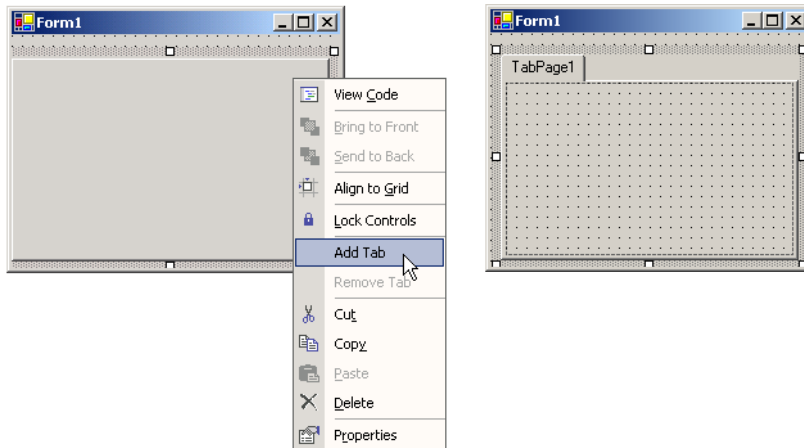 Form1
View Code
Bring to Front
Send to Back
Align to Grid
Lock Controls
Add Tab
Remove Tab
Cut
Copy
Paste
Delete
Properties
Form1
TabPage1